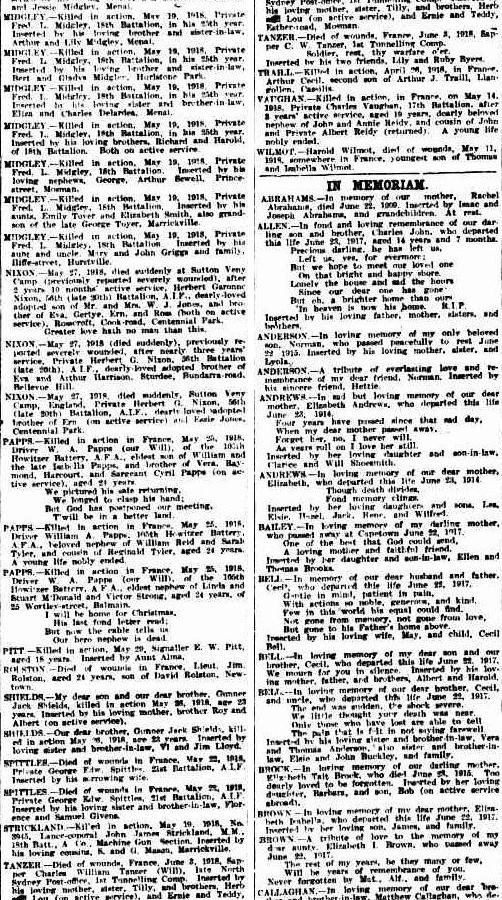 and Jessie Midgley, Menai.
MIDGLEY.—Killed in action, May 19, 1918, Private
Fred. L. Midgley, 18th Battalion, in his 25th year.
Inserted by his loving brother and sister-in-law,
Arthur and Lily Midgley, Menai.
MIDGLEY.—Killed in action, May 19, 1918, Private
Fred. L. Midgley, 18th Battalion, in his 25th year.
Inserted by his loving brother and sister-in-law,
Bert and Gladys Midgley, Hurlstone Park.
MIDGLEY.—Killed in action, May 19, 1918, Private
Fred. L. Midgley, 18th Battalion, in his 25th year.
Inserted by his loving sister and brother-in-law,
Eliza and Charles Delardes, Menai.
MIDGLEY.—Killed in action, May 19, 1918, Private
Fred. L. Midgley, 18th Battalion, in his 25th year.
Inserted by his loving brothers, Richard and Harold,
of 18th Battalion. Both on active service.
MIDGLEY.—Killed in action, May 19, 1918, Private
Fred. L. Midgley, 18th Battalion. Inserted by his
loving nephews, George, Arthur Sewell, Prince-
street, Mosman.
MIDGLEY.—Killed in action, May 19, 1918, Private
Fred. L. Midgley, 18th Battalion. Inserted by his
aunts, Emily Tover and Elizabeth Smith, also grand-
son of the late George Toyer, Marrickville.
MIDGLEY.—Killed in action, May 19, 1918, Private
Fred. L. Midgley, 18th Battalion. Inserted by his
aunt and uncle, Mary and John Griggs and family,
Iliffe-street, Hurstville.
NIXON.—May 27, 1918, died suddenly at Sutton Veny
Camp (previously reported severely wounded), after
2 years 10 months' active service, Herbert Garonne
Nixon, 56th (late 20th) Battalion, A.I.F., dearly-loved
adopted son of Mr. and Mrs. W. J. Jones, and bro-
ther of Eva, Gertye, Ern, and Ross (both on active
service), Rosscroft, Cook-road, Centennial Park.
Greater love hath no man than this.
NIXON.—May 27, 1918 (died suddenly), previously re-
ported severely wounded, after nearly three years'
service, Private Herbert G. Nixon, 56th Battalion
(late 20th), A.I.F., dearly-loved adopted brother of
Eva and Arthur Harrison, Sturdee, Bundarra-road,
Bellevue Hill.
NIXON.—May 27, 1918, died suddenly, Sutton Veny
Camp, England, Private Herbert G. Nixon, 56th
(late 20th) Battalion, A.I.F., dearly loved adopted
brother of Ern (on active service) and Essie Jones,
Centennial Park.
PAPPS.—Killed in action in France, May 25, 1918,
Driver W. A. Papps (our Will), of the 105th
Howitzer Battery, A.F.A., eldest son of William and
the late Isabella Papps, and brother of Vera, Ray-
mond, Harcourt, and Sergeant Cyril Papps (on ac-
tive service), aged 24 years.
We pictured his safe returning,
We longed to clasp his hand;
But God has postponed our meeting,
T'will be in a better land.
PAPPS.—Killed in action in France, May 25, 1918,
Driver William A. Papps, 105th Howitzer Battery,
A.F.A., beloved nephew of William Reid and Sarah
Tyler, and cousin of Reginald Tyler, aged 24 years.
A young life nobly ended.
PAPPS.—Killed in action in France, May 25, 1918,
Driver W. A. Papps (our Will), of the 105th
Howitzer Battery, A.F.A., eldest nephew of Linda and
Stuart M'Donald and Victor Strong, aged 24 years, of
25 Wortley-street, Balmain.
I will be home for Christmas,
His last fond letter read;
But now the cable tells us
Our hero nephew is dead.
PITT.—Killed in action, May 29, Signaller E. W. Pitt,
aged 18 years. Inserted by Aunt Alma.
ROLSTON.—Died of wounds, in France, Lieut. Jim
Rolston, aged 24 years, son of David Rolston, New-
town.
SHIELDS.—My dear son and our dear brother, Gunner
Jack Shields, killed in action May 26, 1918, age 23
years. Inserted by his loving mother, brother Roy and
Albert (on active service).
SHIELDS.—Our dear brother, Gunner Jack Shields, kill-
ed in action May 26, 1918, age 23 years. Inserted by
loving sister and brother-in-law, Vi and Jim Lloyd.
SPITTLES.—Died of wounds, May 22, 1918,
Private George Edw. Spittles, 21st Battalion, A.I.F.
Inserted by his sorrowing wife.
SPITTLES.—Died of wounds, May 22, 1918,
Private George Edw. Spittles, 21st Battalion, A.I.F.
Inserted by his loving sister and brother-in-law, Flor-
ence and Samuel Givens.
STRICKLAND.—Killed in action, May 19, 1918, No.
3945, Lance-corporal John James Strickland, M.M.,
18th Batt., A Co., Machine Gun Section. Inserted by
his loving cousins, K. and G. Mason, Marrickville.
TANZER.—Died of wounds, France, June 3, 1918, Sap-
per Charles William Tanzer (Will), late North
Sydney Post-office, 1st Tunnelling Comp. Inserted by
his loving mother, sister, Tilly, and brothers, Herb
and Lou (on active service), and Ernie and Teddy,
Sydney Post-office, 1st Tunnelling Comp. Inserted by
his loving mother, sister, Tilly, and brothers, Herb
and Lou (on active service), and Ernie and Teddy,
Father-road, Mosman.
TANZER.—Died of wounds, France, June 3, 1918, Sap-
per C. W. Tanzer, 1st Tunnelling Comp.
Soldier, rest, thy warfare o'er.
Inserted by his two friends, Lily and Ruby Byers.
TRAILL.—Killed in action, April 26, 1918, in France,
Arthur Cecil, second son of Arthur J. Traill, Llan-
gollen, Cassilis.
VAUGHAN.—Killed in action, in France, on May 14,
1918, Private Charles Vaughan, 17th Battalion, after
3 years' active service, aged 19 years, dearly beloved
nephew of John and Annie Reidy, and cousin of John
and Private Albert Reidy (returned). A young life
nobly ended.
WILMOT.—Harold Wilmot, died of wounds, May 11,
1918, somewhere in France, youngest son of Thomas
and Isabella Wilmot.
IN MEMORIAM.
ABRAHAMS.—In memory of our mother, Rachel
Abrahams, died June 22, 1909. Inserted by Isaac and
Joseph Abrahams, and grandchildren. At rest.
ALLEN.—In fond and loving remembrance of our dar-
ling son and brother, Charles John, who departed
this life June 23, 1917, aged 14 years and 7 months.
Precious darling, he has left us,
Left us, yes, for evermore;
But we hope to meet our loved one
On that bright and happy shore.
Lonely the house and sad the hours
Since our dear one has gone;
But oh, a brighter home than ours
In heaven is now his home. R.I.P.
Inserted by his loving father, mother, sisters, and
brothers.
ANDERSON.—In loving memory of my only beloved
son, Norman, who passed peacefully to rest June
22, 1915. Inserted by his loving mother, sister, and
Lydia.
ANDERSON.—A tribute of everlasting love and re-
membrance of my dear friend, Norman. Inserted by
his sincere friend, Hettie.
ANDREWS.—In sad but loving memory of our dear
mother, Elizabeth Andrews, who departed this life
June 23, 1914.
Four years have passed since that sad day,
When my dear mother passed away.
Forget her, no, I never will,
As years roll on I love her still.
Inserted by her loving daughter and son-in-law,
Clarice and Will Shoesmith.
ANDREWS.—In loving memory of our dear mother,
Elizabeth, who departed this life June 23, 1914.
Though death divides,
Fond memory clings.
Inserted by her loving daughters and sons, Les,
Elsie, Hazel, Jack, Rene, and Wilfred.
BAILEY.—In loving memory of my darling mother,
who passed away at Capetown June 22, 1917.
One of the best that God could send,
A loving mother and faithful friend.
Inserted by her daughter and son-in-law, Ellen and
Thomas Brooks.
BELL.—In memory of our dear husband and father,
Cecil, who departed this life June 22, 1917.
Gentle in mind, patient in pain,
With actions so noble, generous, and kind.
Few in this world his equal could find.
Not gone from memory, not gone from love,
But gone to his Father's home above.
Inserted by his loving wife, May, and child, Cecil
Bell.
BELL.—In loving memory of our dear son and our
brother, Cecil, who departed this life June 22, 1917.
We mourn for you in silence. Inserted by his lov-
ing mother, father, and brothers, Albert and Harold.
BELL.—In loving memory of our dear brother, Cecil,
and uncle, who departed this life June 22, 1917.
The end was sudden, the shock severe,
We little thought your death was near.
Only those who have lost are able to tell
The pain that is felt in not saying farewell.
Inserted by his loving sister and brother-in-law, Vera
and Thomas Anderson, also sister and brother-in-
law, Elsie and John Buckley, and family.
BROCK.—In loving memory of our darling mother,
Elizabeth Tait Brock, who died June 23, 1915. Too
dearly loved to be forgotten. Inserted by her loving
daughter, Barbara, and son, Bob (on active service
abroad).
BROWN.—In loving memory of my dear mother, Eliza-
beth Isabella, who departed this life June 22, 1917.
Inserted by her loving son, James, and family.
BROWN.—A tribute of love to the memory of my
dear aunty, Elizabeth I. Brown, who passed away
June 22, 1917.
The rest of my years, be they many or few,
Will be years of remembrance of you.
Never forgotten by Mac, Alf., and family.
CALLAGHAN.—In loving memory of our dear bro-
ther, Matthew Callaghan, who de-